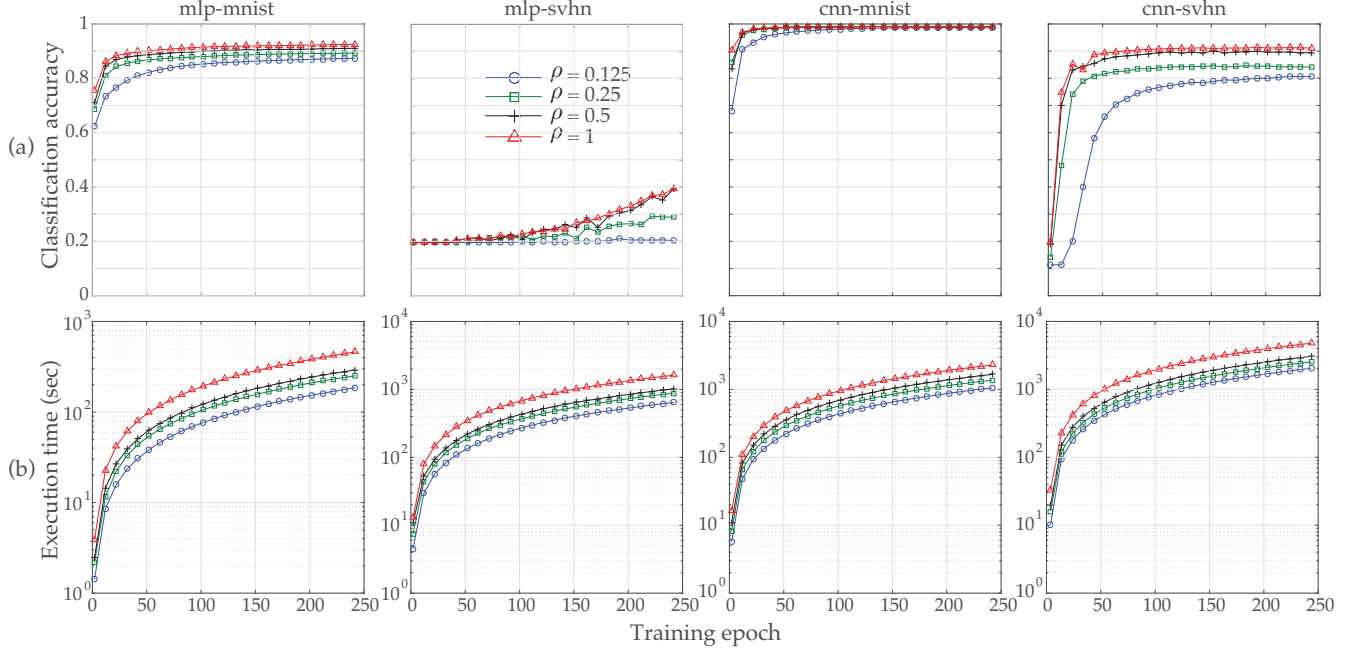 mlp-mnist mlp-svhn cnn-mnist cnn-svhn
(a)
Classification accuracy
1
0.8
0.6
0.4
0.2
0
ρ = 0.125
ρ = 0.25
ρ = 0.5
ρ = 1
(b)
Execution time (sec)
10³
10²
10¹
10⁰
10⁴
10³
10²
10¹
10⁰
10⁴
10³
10²
10¹
10⁰
10⁴
10³
10²
10¹
10⁰
0 50 100 150 200 250 0 50 100 150 200 250 0 50 100 150 200 250 0 50 100 150 200 250
Training epoch